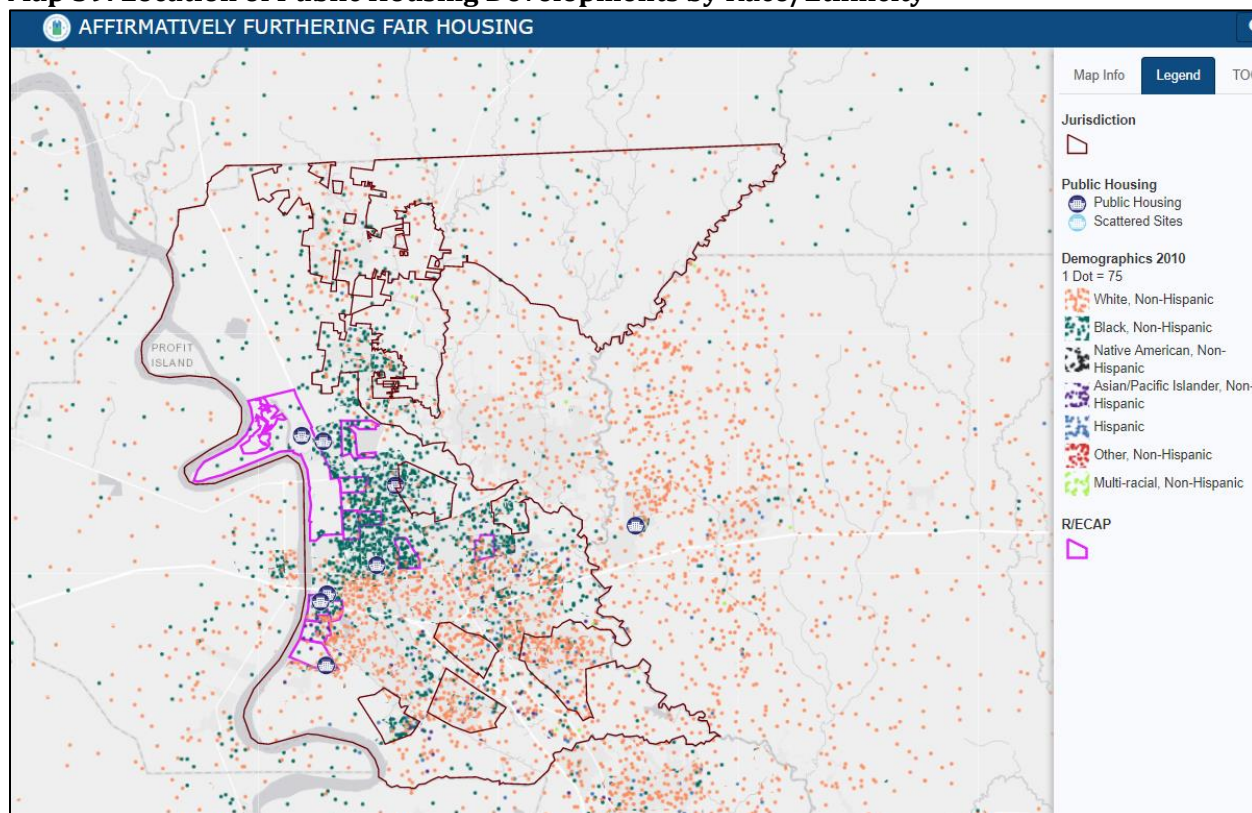 AFFIRMATIVELY FURTHERING FAIR HOUSING
Map Info
Legend
Jurisdiction
Public Housing
Public Housing
Scattered Sites
Demographics 2010
1 Dot = 75
White, Non-Hispanic
Black, Non-Hispanic
Native American, Non-
Hispanic
Asian/Pacific Islander, Non-
Hispanic
Hispanic
Other, Non-Hispanic
Multi-racial, Non-Hispanic
R/ECAP
PROFIT
ISLAND